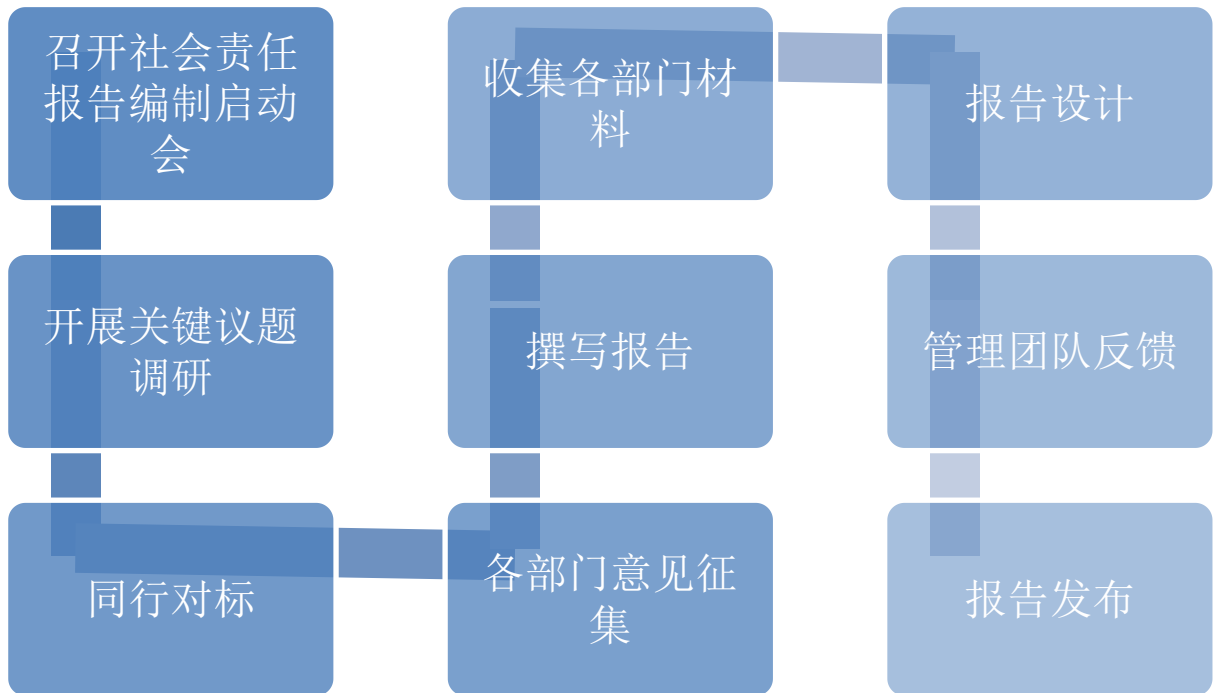 召开社会责任
报告编制启动
会
开展关键议题
调研
同行对标
各部门意见征
集
撰写报告
收集各部门材
料
报告设计
管理团队反馈
报告发布